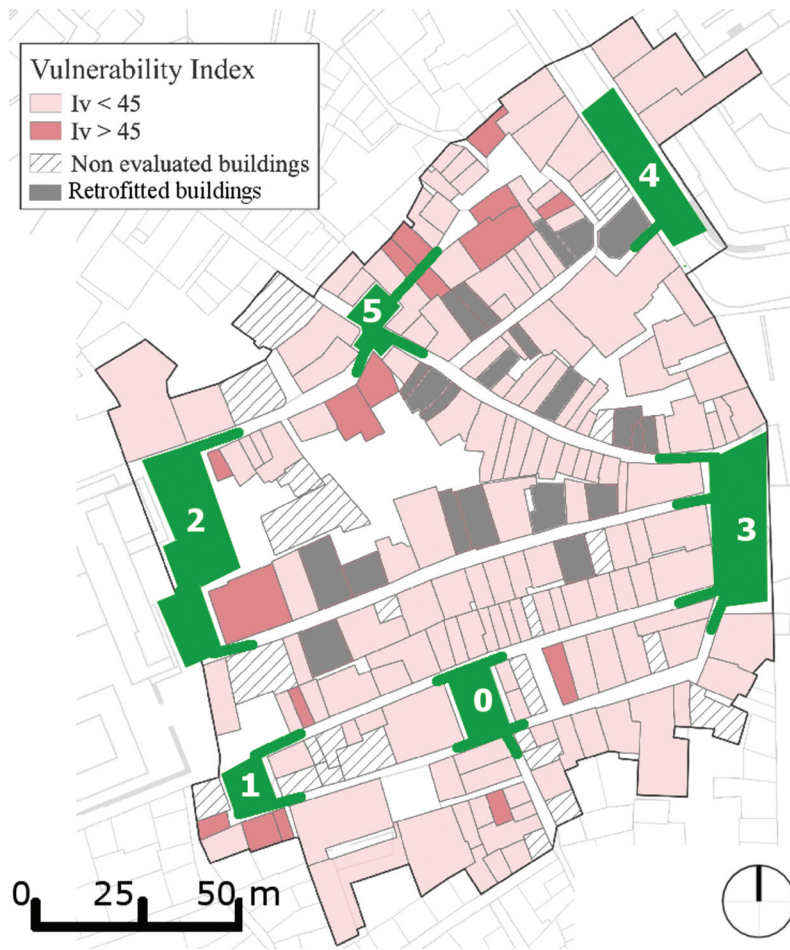 Vulnerability Index
Iv < 45
Iv > 45
Non evaluated buildings
Retrofitted buildings
4
5
2
3
0
1
0 25 50 m